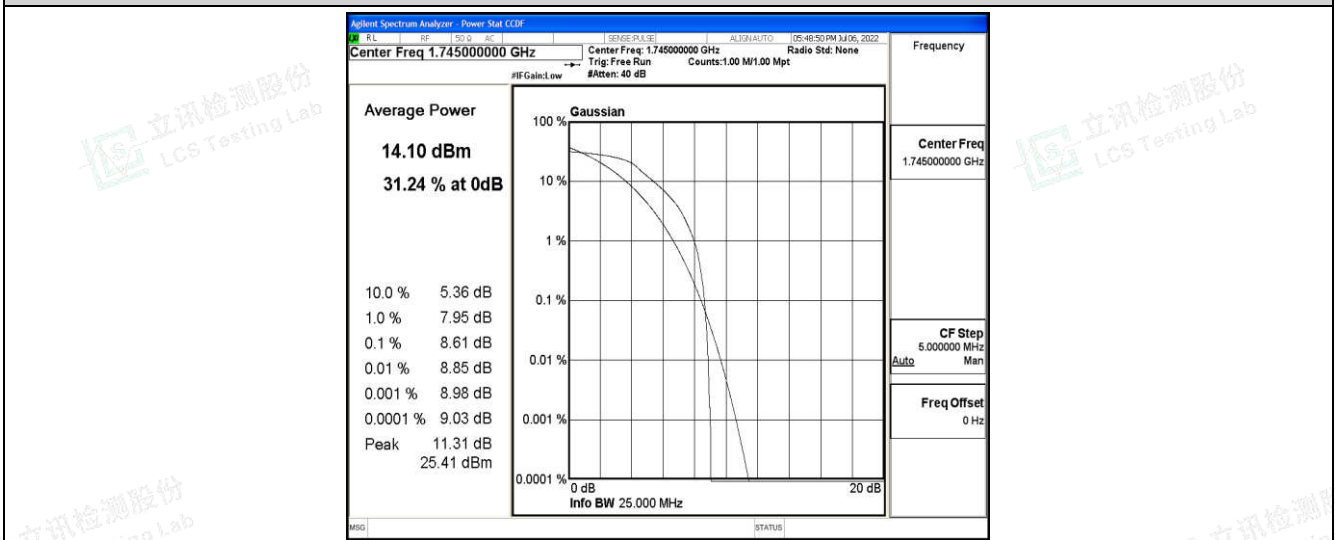 Agilent Spectrum Analyzer - Power Stat CCDF
RL RF 50 Ω AC SENSE:PULSE ALIGN AUTO 05:48:50 PM Jul 06, 2022
Center Freq 1.745000000 GHz
Center Freq: 1.745000000 GHz Radio Std: None
Trig: Free Run Counts:1.00 M/1.00 Mpt
#IFGain:Low #Atten: 40 dB
Frequency
Average Power
14.10 dBm
31.24 % at 0dB
10.0 % 5.36 dB
1.0 % 7.95 dB
0.1 % 8.61 dB
0.01 % 8.85 dB
0.001 % 8.98 dB
0.0001 % 9.03 dB
Peak 11.31 dB
25.41 dBm
Gaussian
100 %
10 %
1 %
0.1 %
0.01 %
0.001 %
0.0001 %
0 dB 20 dB
Info BW 25.000 MHz
Center Freq
1.745000000 GHz
CF Step
5.000000 MHz
Auto Man
Freq Offset
0 Hz
MSG STATUS
立讯检测股份
LCS Testing Lab
立讯检测股份
LCS Testing Lab
立讯检测股份